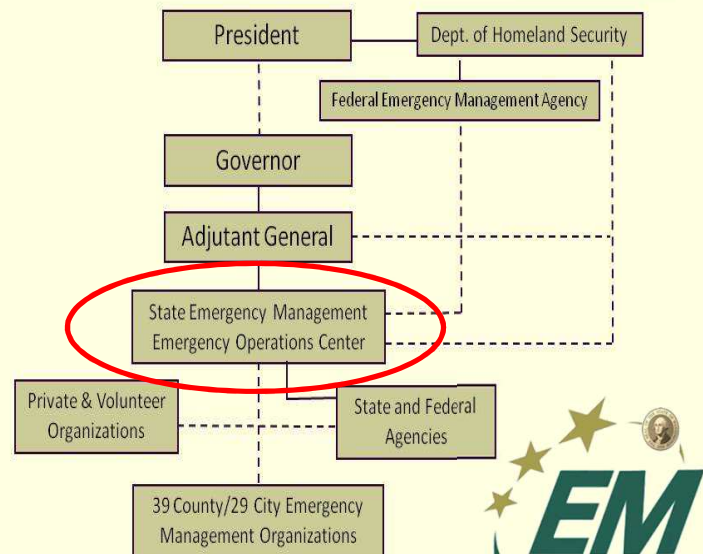 President
Dept. of Homeland Security
Federal Emergency Management Agency
Governor
Adjutant General
State Emergency Management
Emergency Operations Center
Private & Volunteer
Organizations
State and Federal
Agencies
39 County/29 City Emergency
Management Organizations
EM